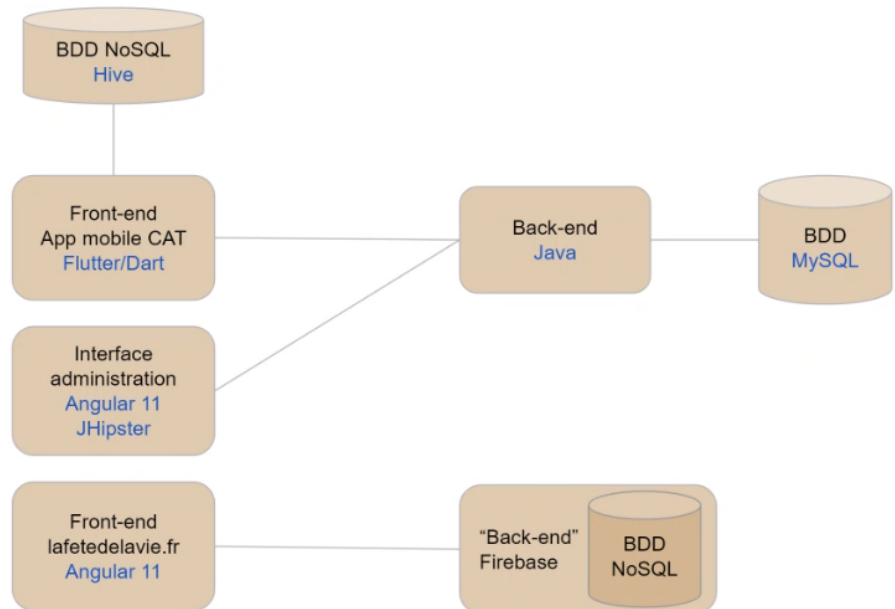 BDD NoSQL
Hive
Front-end
App mobile CAT
Flutter/Dart
Back-end
Java
BDD
MySQL
Interface
administration
Angular 11
JHipster
Front-end
lafetedelavie.fr
Angular 11
“Back-end”
Firebase
BDD
NoSQL